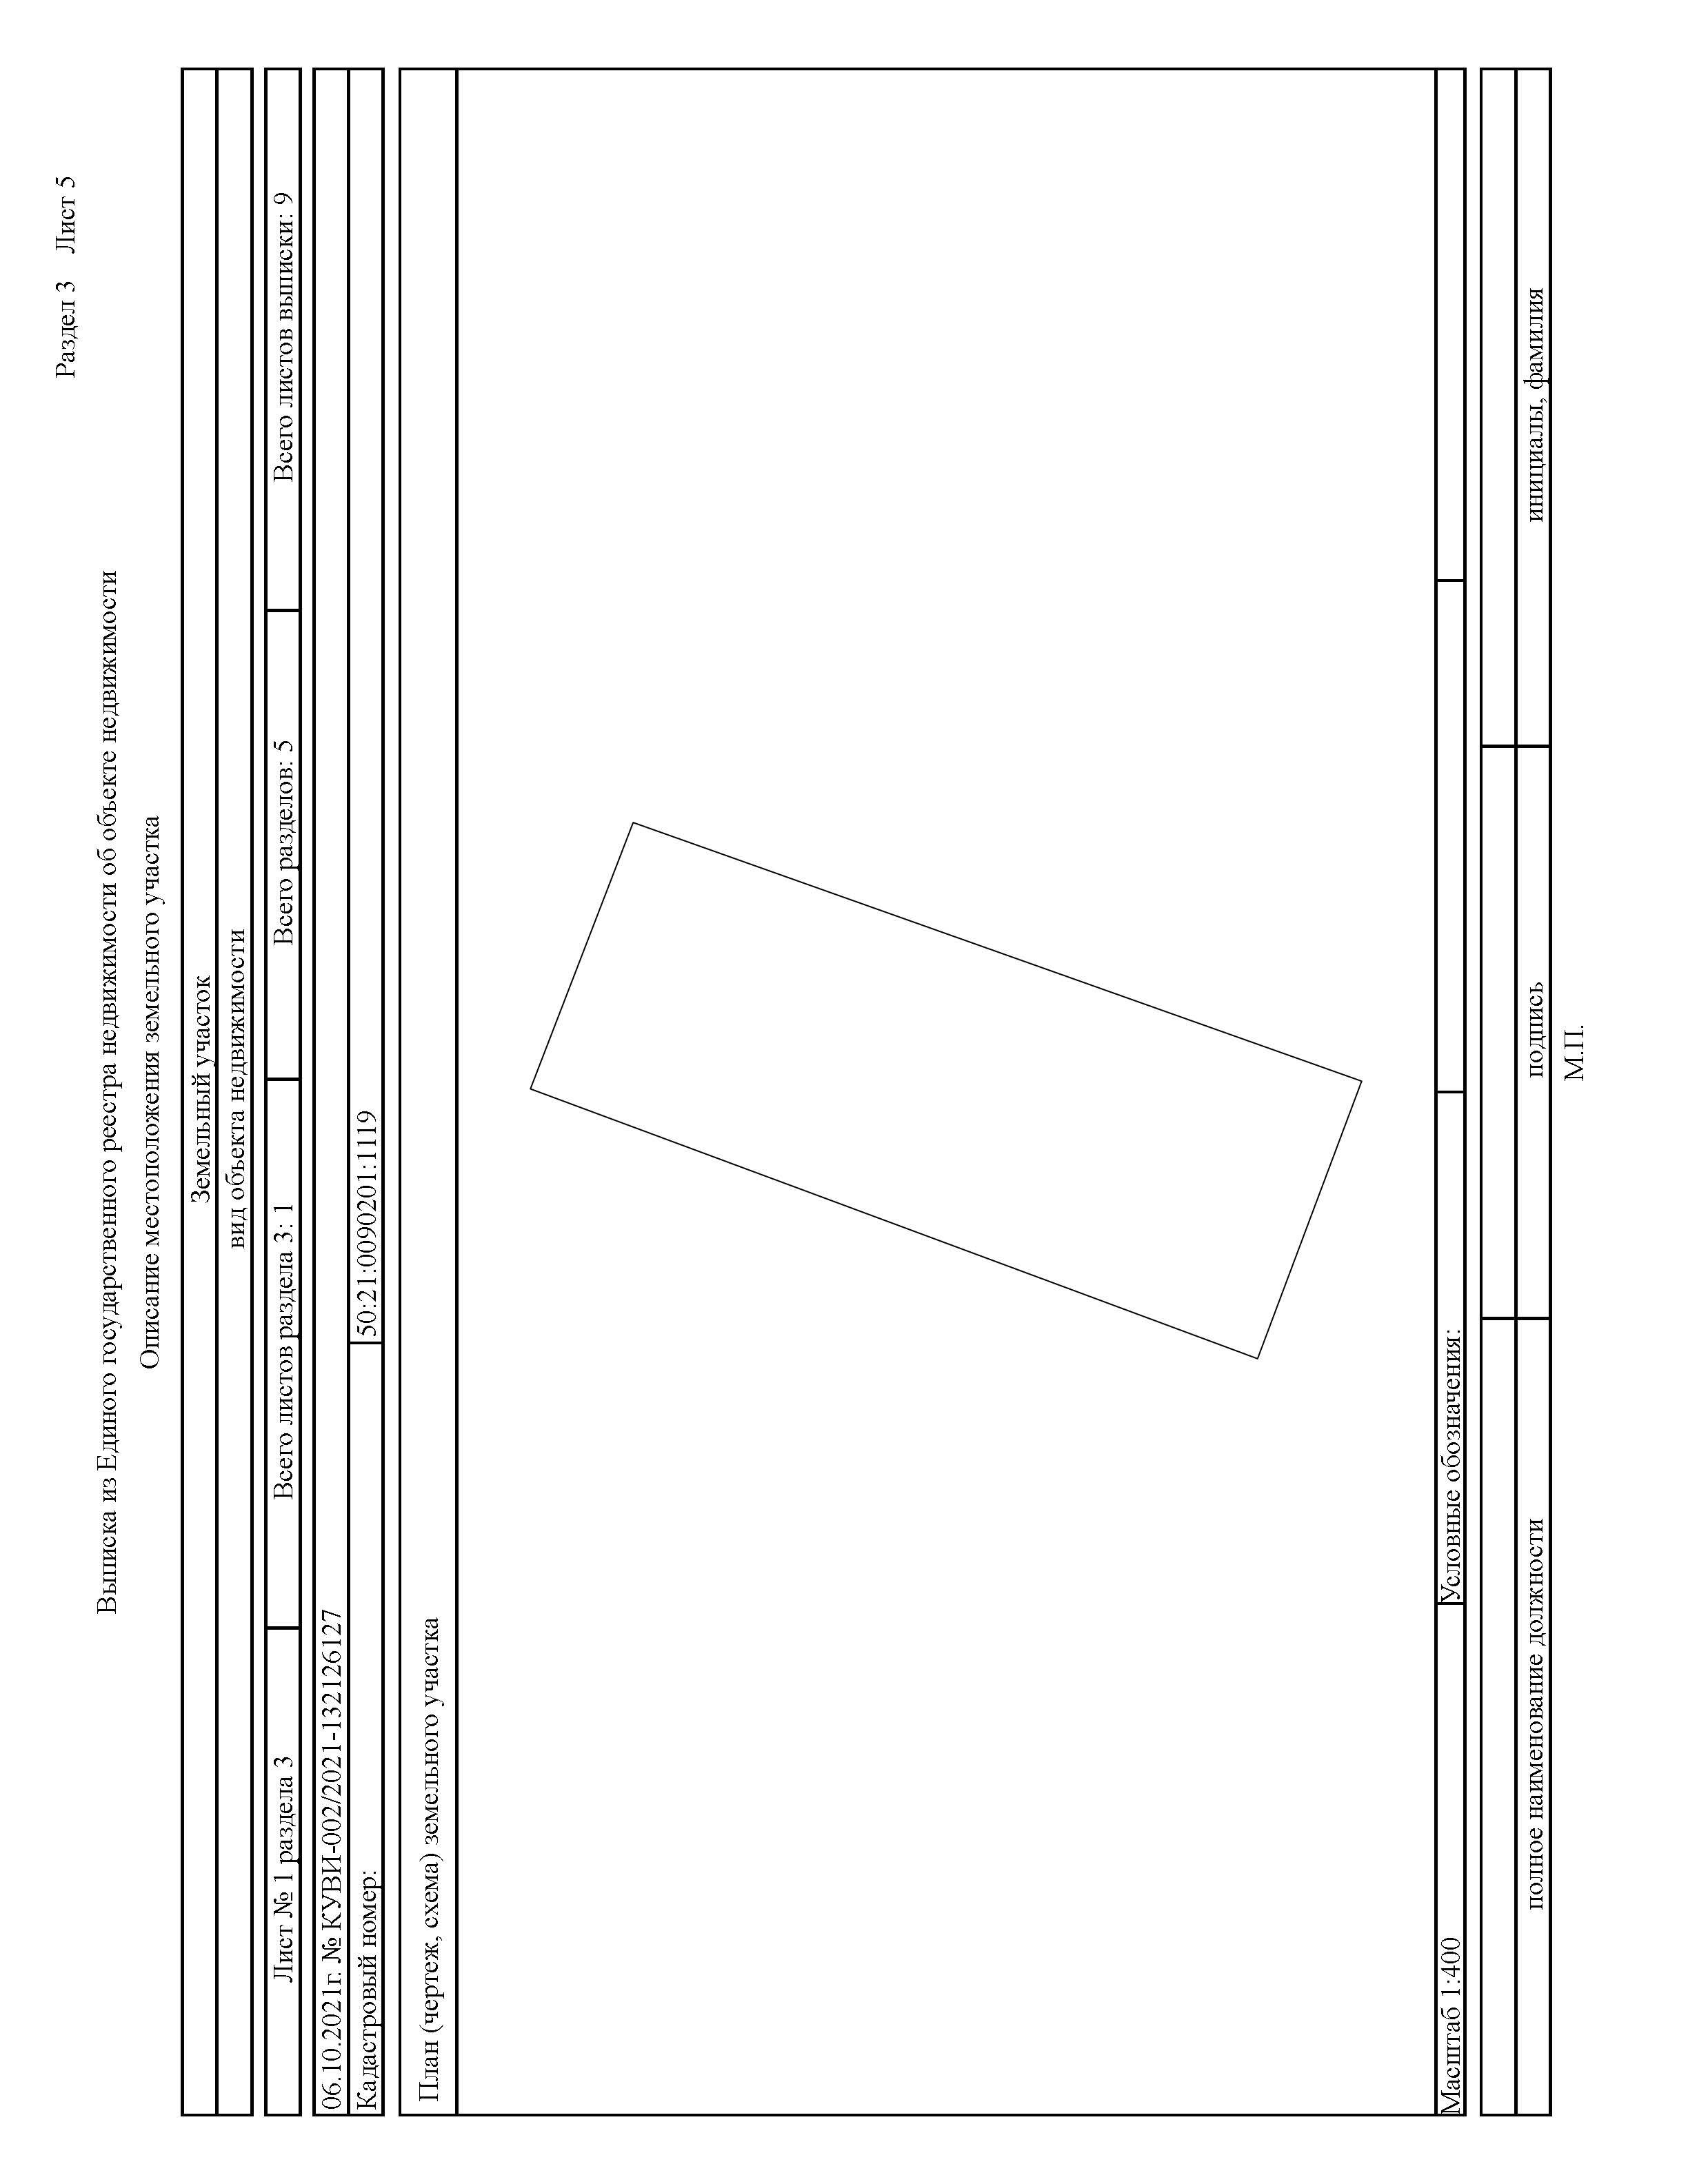 Раздел 3 Лист 5
Выписка из Единого государственного реестра недвижимости об объекте недвижимости
Описание местоположения земельного участка
Земельный участок
вид объекта недвижимости
Лист № 1 раздела 3 Всего листов раздела 3: 1 Всего разделов: 5 Всего листов выписки: 9
06.10.2021г. № КУВИ-002/2021-132126127
Кадастровый номер: 50:21:0090201:1119
План (чертеж, схема) земельного участка
Масштаб 1:400 Условные обозначения:
полное наименование должности подпись инициалы, фамилия
М.П.